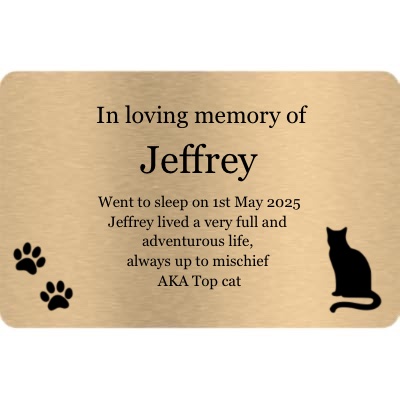 In loving memory of
Jeffrey
Went to sleep on 1st May 2025
Jeffrey lived a very full and
adventurous life,
always up to mischief
AKA Top cat